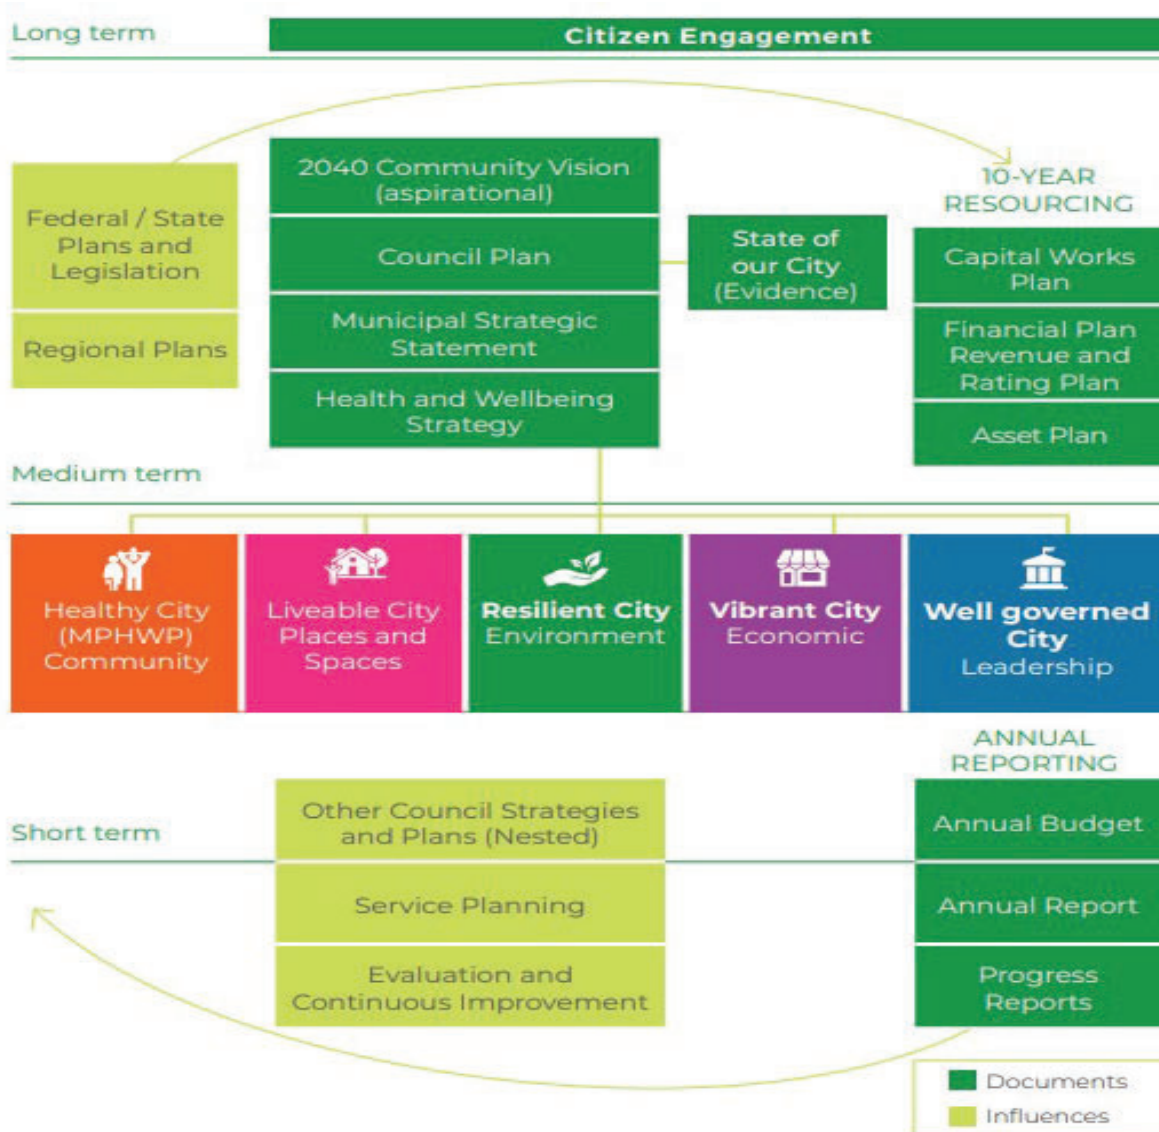 Long term
Citizen Engagement
Federal / State
Plans and
Legislation
Regional Plans
2040 Community Vision
(aspirational)
Council Plan
Municipal Strategic
Statement
Health and Wellbeing
Strategy
State of
our City
(Evidence)
10-YEAR
RESOURCING
Capital Works
Plan
Financial Plan
Revenue and
Rating Plan
Asset Plan
Medium term
Healthy City
(MPHWP)
Community
Liveable City
Places and
Spaces
Resilient City
Environment
Vibrant City
Economic
Well governed
City
Leadership
Short term
Other Council Strategies
and Plans (Nested)
Service Planning
Evaluation and
Continuous Improvement
ANNUAL
REPORTING
Annual Budget
Annual Report
Progress
Reports
Documents
Influences